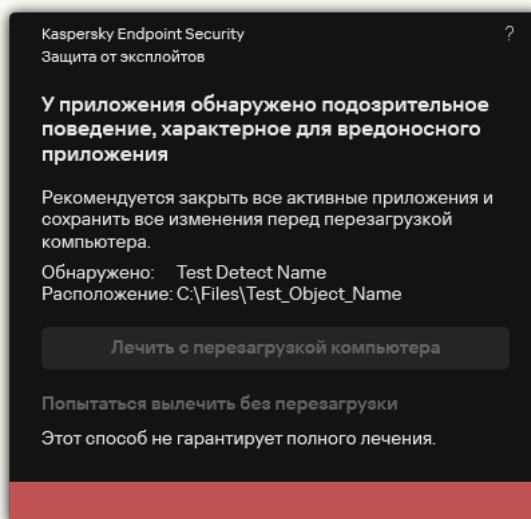 Kaspersky Endpoint Security
?
Защита от эксплойтов
У приложения обнаружено подозрительное
поведение, характерное для вредоносного
приложения
Рекомендуется закрыть все активные приложения и
сохранить все изменения перед перезагрузкой
компьютера.
Обнаружено: Test Detect Name
Расположение: C:\Files\Test_Object_Name
Лечить с перезагрузкой компьютера
Попытаться вылечить без перезагрузки
Этот способ не гарантирует полного лечения.